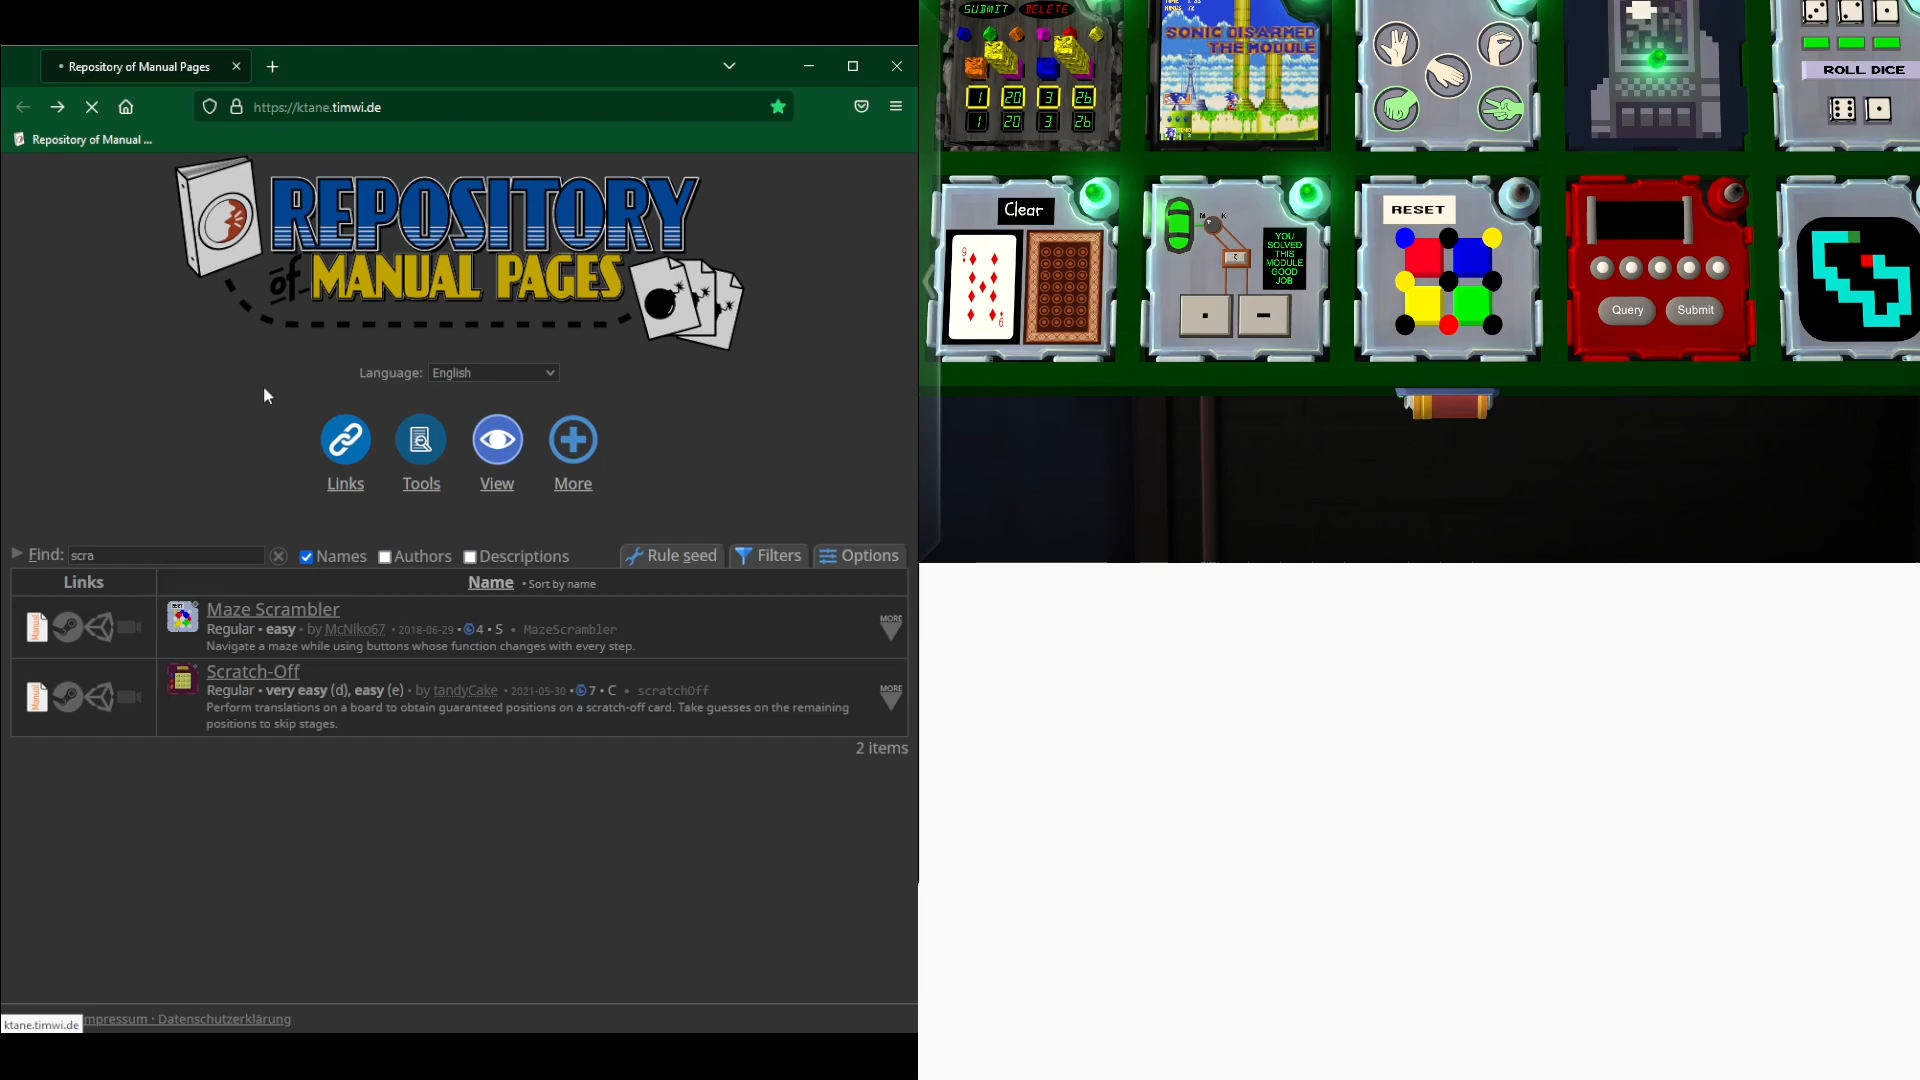 Repository of Manual Pages
https://ktane.timwi.de
Repository of Manual ...
REPOSITORY
of MANUAL PAGES
Language: English
Links
Tools
View
More
Find: scra
Names
Authors
Descriptions
Rule seed
Filters
Options
Links
Name • Sort by name
Manual
Maze Scrambler
Regular • easy • by McNiko67 • 2018-06-29 • 4 • S • MazeScrambler
Navigate a maze while using buttons whose function changes with every step.
MORE
Manual
Scratch-Off
Regular • very easy (d), easy (e) • by tandyCake • 2021-05-30 • 7 • C • scratchOff
Perform translations on a board to obtain guaranteed positions on a scratch-off card. Take guesses on the remaining
positions to skip stages.
MORE
2 items
ktane.timwi.de
mpressum · Datenschutzerklärung
SUBMIT
DELETE
1 20 3 26
1 20 3 26
SONIC DISARMED
THE MODULE
ROLL DICE
Clear
9
9
M
K
YOU
SOLVED
THIS
MODULE
GOOD
JOB
RESET
Query
Submit